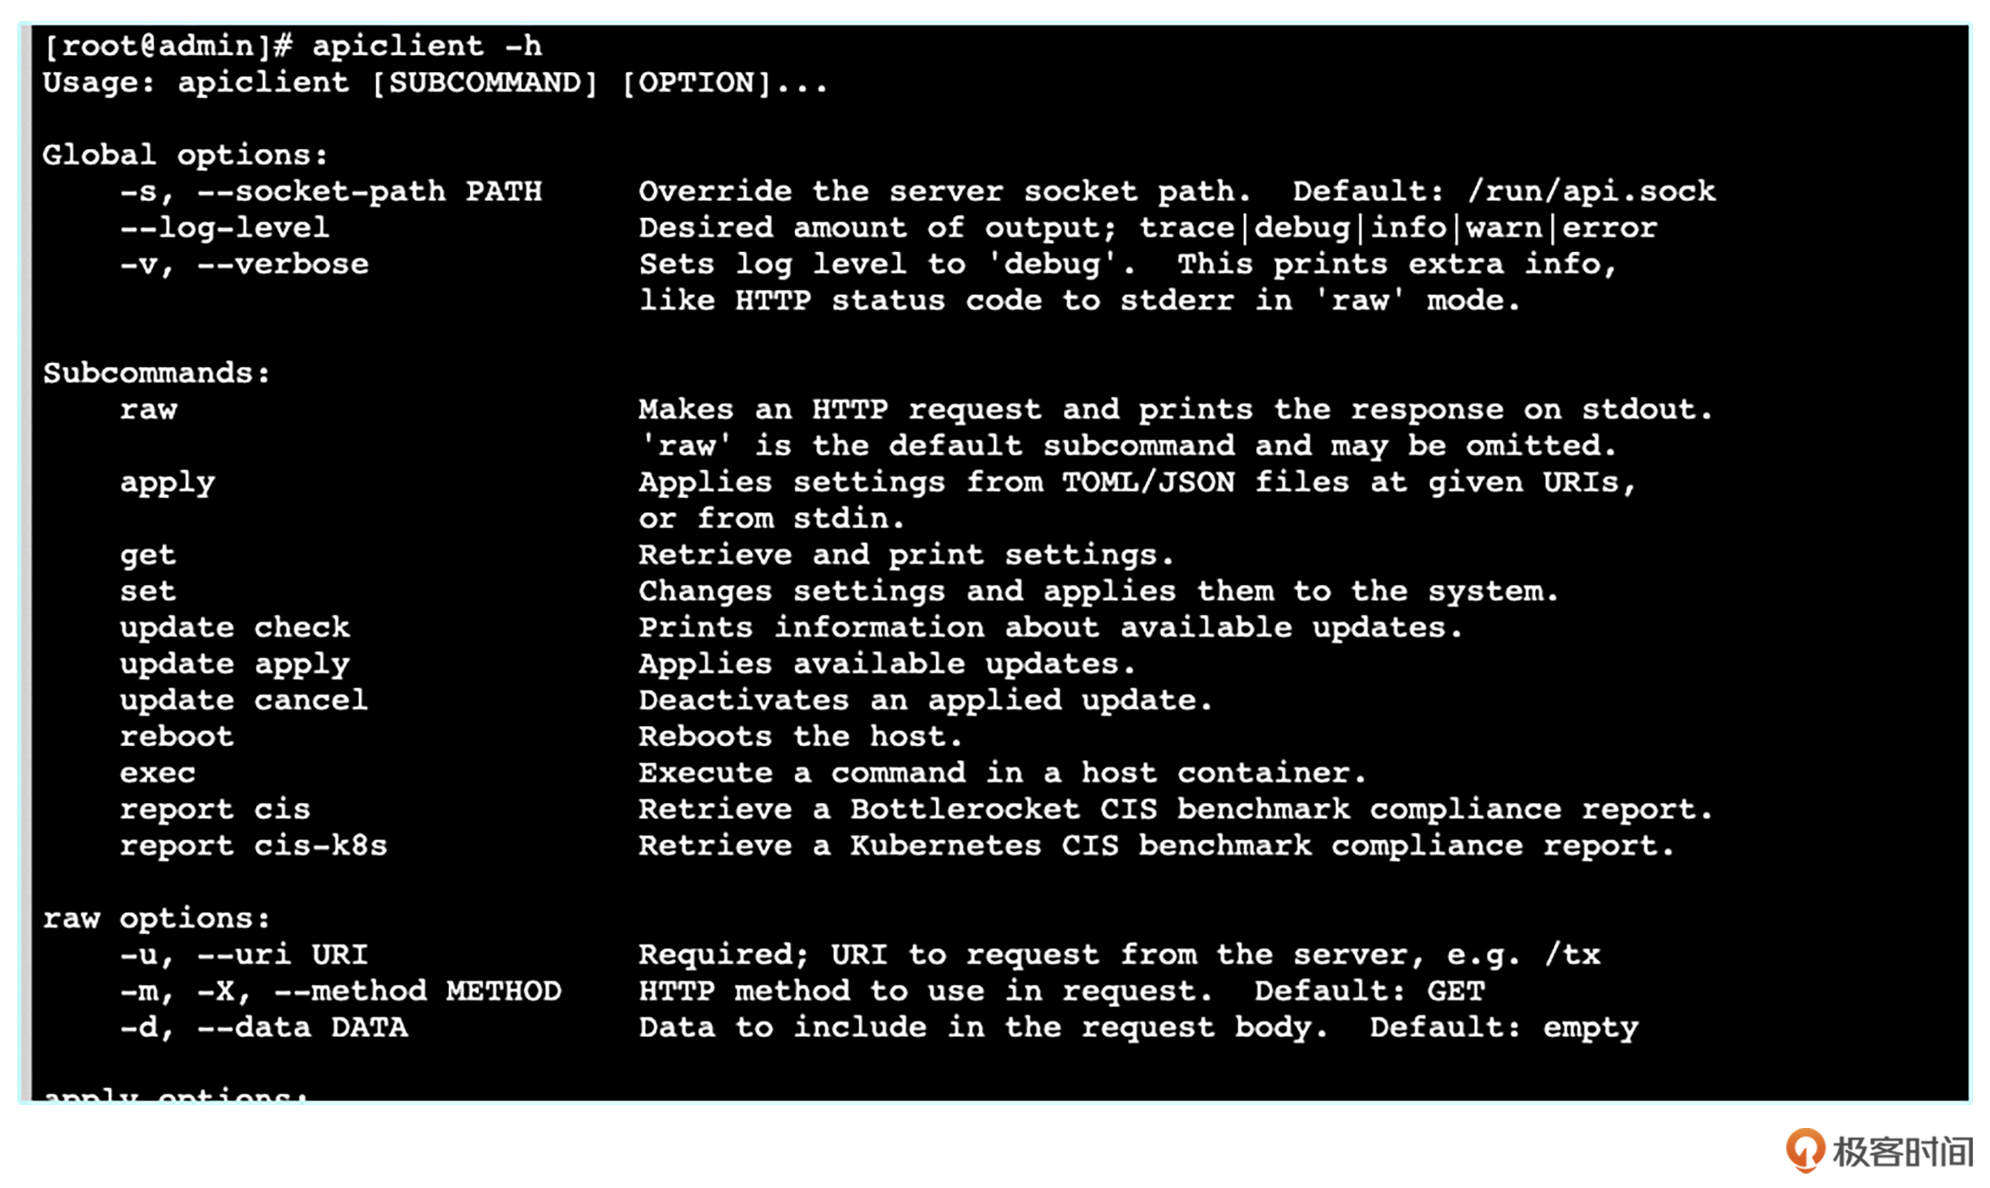 [root@admin]# apiclient -h
Usage: apiclient [SUBCOMMAND] [OPTION]...
Global options:
-s, --socket-path PATH Override the server socket path. Default: /run/api.sock
--log-level Desired amount of output; trace|debug|info|warn|error
-v, --verbose Sets log level to 'debug'. This prints extra info,
like HTTP status code to stderr in 'raw' mode.
Subcommands:
raw Makes an HTTP request and prints the response on stdout.
'raw' is the default subcommand and may be omitted.
apply Applies settings from TOML/JSON files at given URIs,
or from stdin.
get Retrieve and print settings.
set Changes settings and applies them to the system.
update check Prints information about available updates.
update apply Applies available updates.
update cancel Deactivates an applied update.
reboot Reboots the host.
exec Execute a command in a host container.
report cis Retrieve a Bottlerocket CIS benchmark compliance report.
report cis-k8s Retrieve a Kubernetes CIS benchmark compliance report.
raw options:
-u, --uri URI Required; URI to request from the server, e.g. /tx
-m, -X, --method METHOD HTTP method to use in request. Default: GET
-d, --data DATA Data to include in the request body. Default: empty
apply options:
极客时间